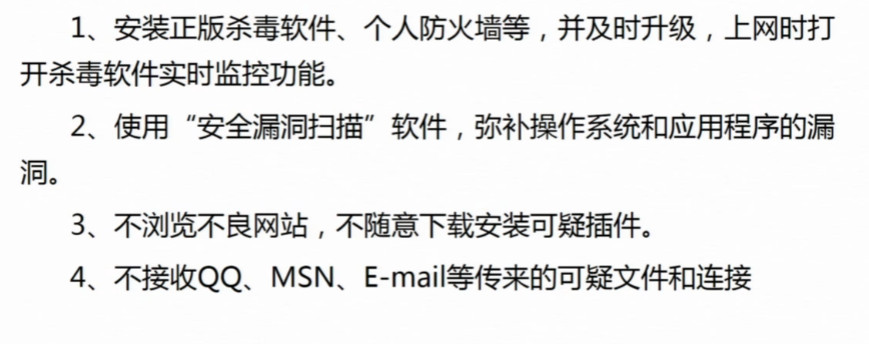 1、安装正版杀毒软件、个人防火墙等，并及时升级，上网时打
开杀毒软件实时监控功能。
2、使用“安全漏洞扫描”软件，弥补操作系统和应用程序的漏
洞。
3、不浏览不良网站，不随意下载安装可疑插件。
4、不接收QQ、MSN、E-mail等传来的可疑文件和连接